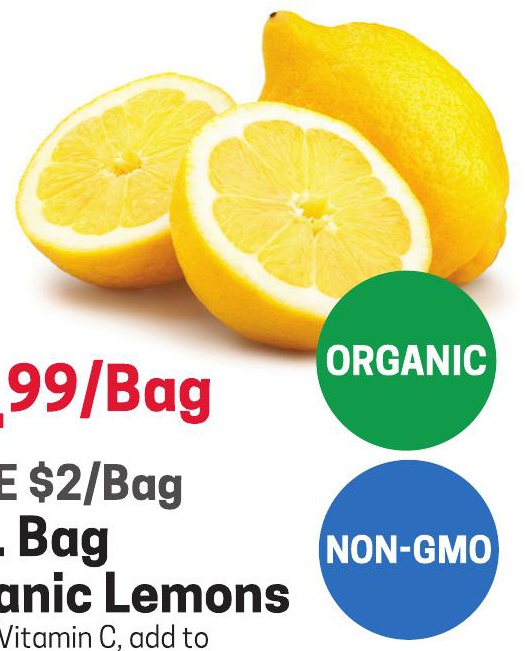 ORGANIC
.99/Bag
E $2/Bag
NON-GMO
. Bag
anic Lemons
Vitamin C, add to